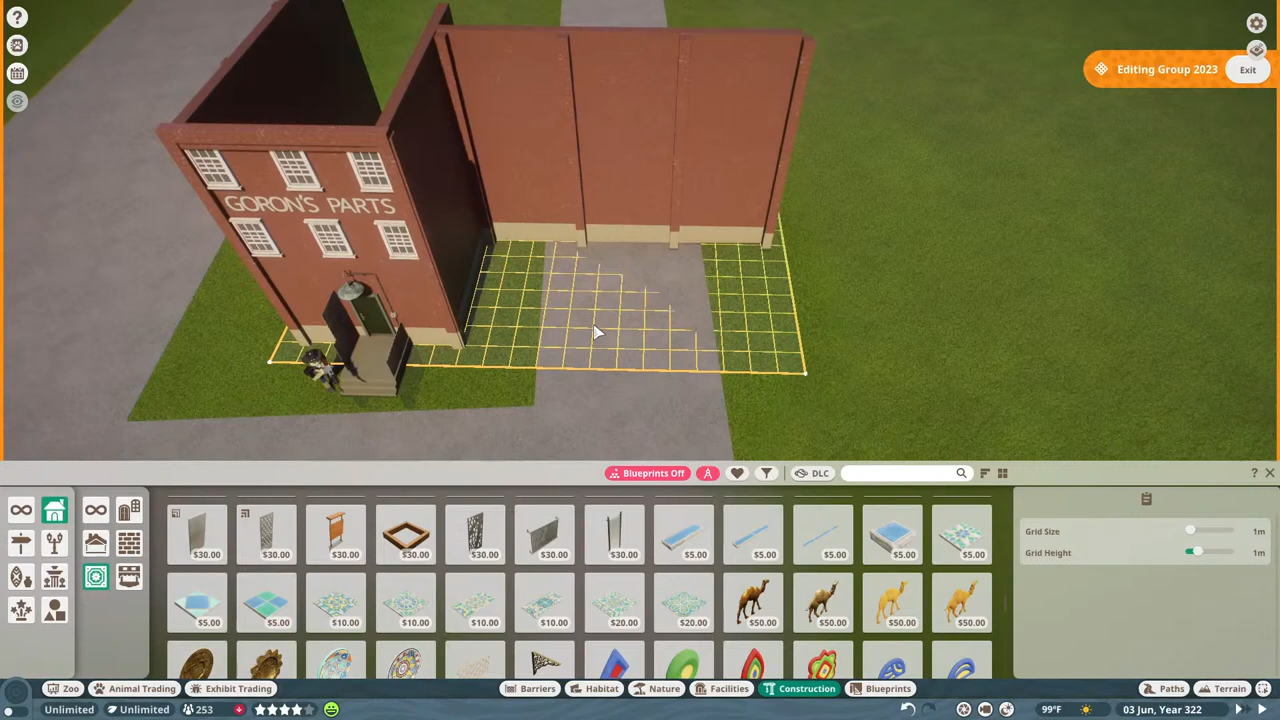 Editing Group 2023
Exit
GORON'S PARTS
Blueprints Off
DLC
?
$30.00
$30.00
$30.00
$30.00
$30.00
$30.00
$30.00
$5.00
$5.00
$5.00
$5.00
$5.00
$5.00
$5.00
$10.00
$10.00
$10.00
$10.00
$20.00
$20.00
$50.00
$50.00
$50.00
$50.00
Grid Size
1m
Grid Height
1m
Zoo
Animal Trading
Exhibit Trading
Barriers
Habitat
Nature
Facilities
Construction
Blueprints
Paths
Terrain
Unlimited
Unlimited
253
99°F
03 Jun, Year 322